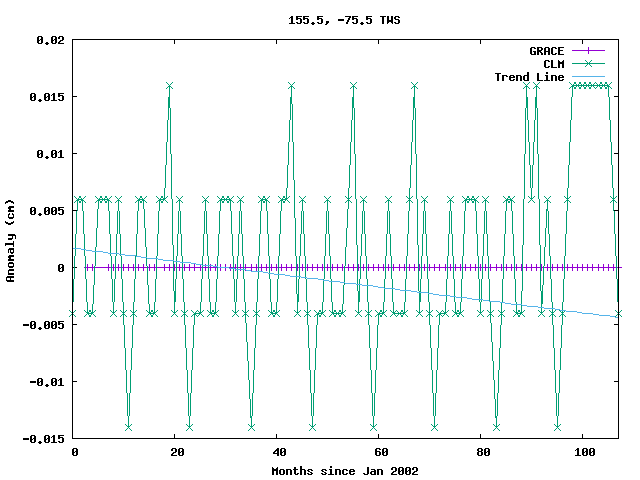 155.5, -75.5 TWS
0.02
GRACE
CLM
Trend Line
0.015
0.01
0.005
0
-0.005
-0.01
-0.015
Anomaly (cm)
0 20 40 60 80 100
Months since Jan 2002